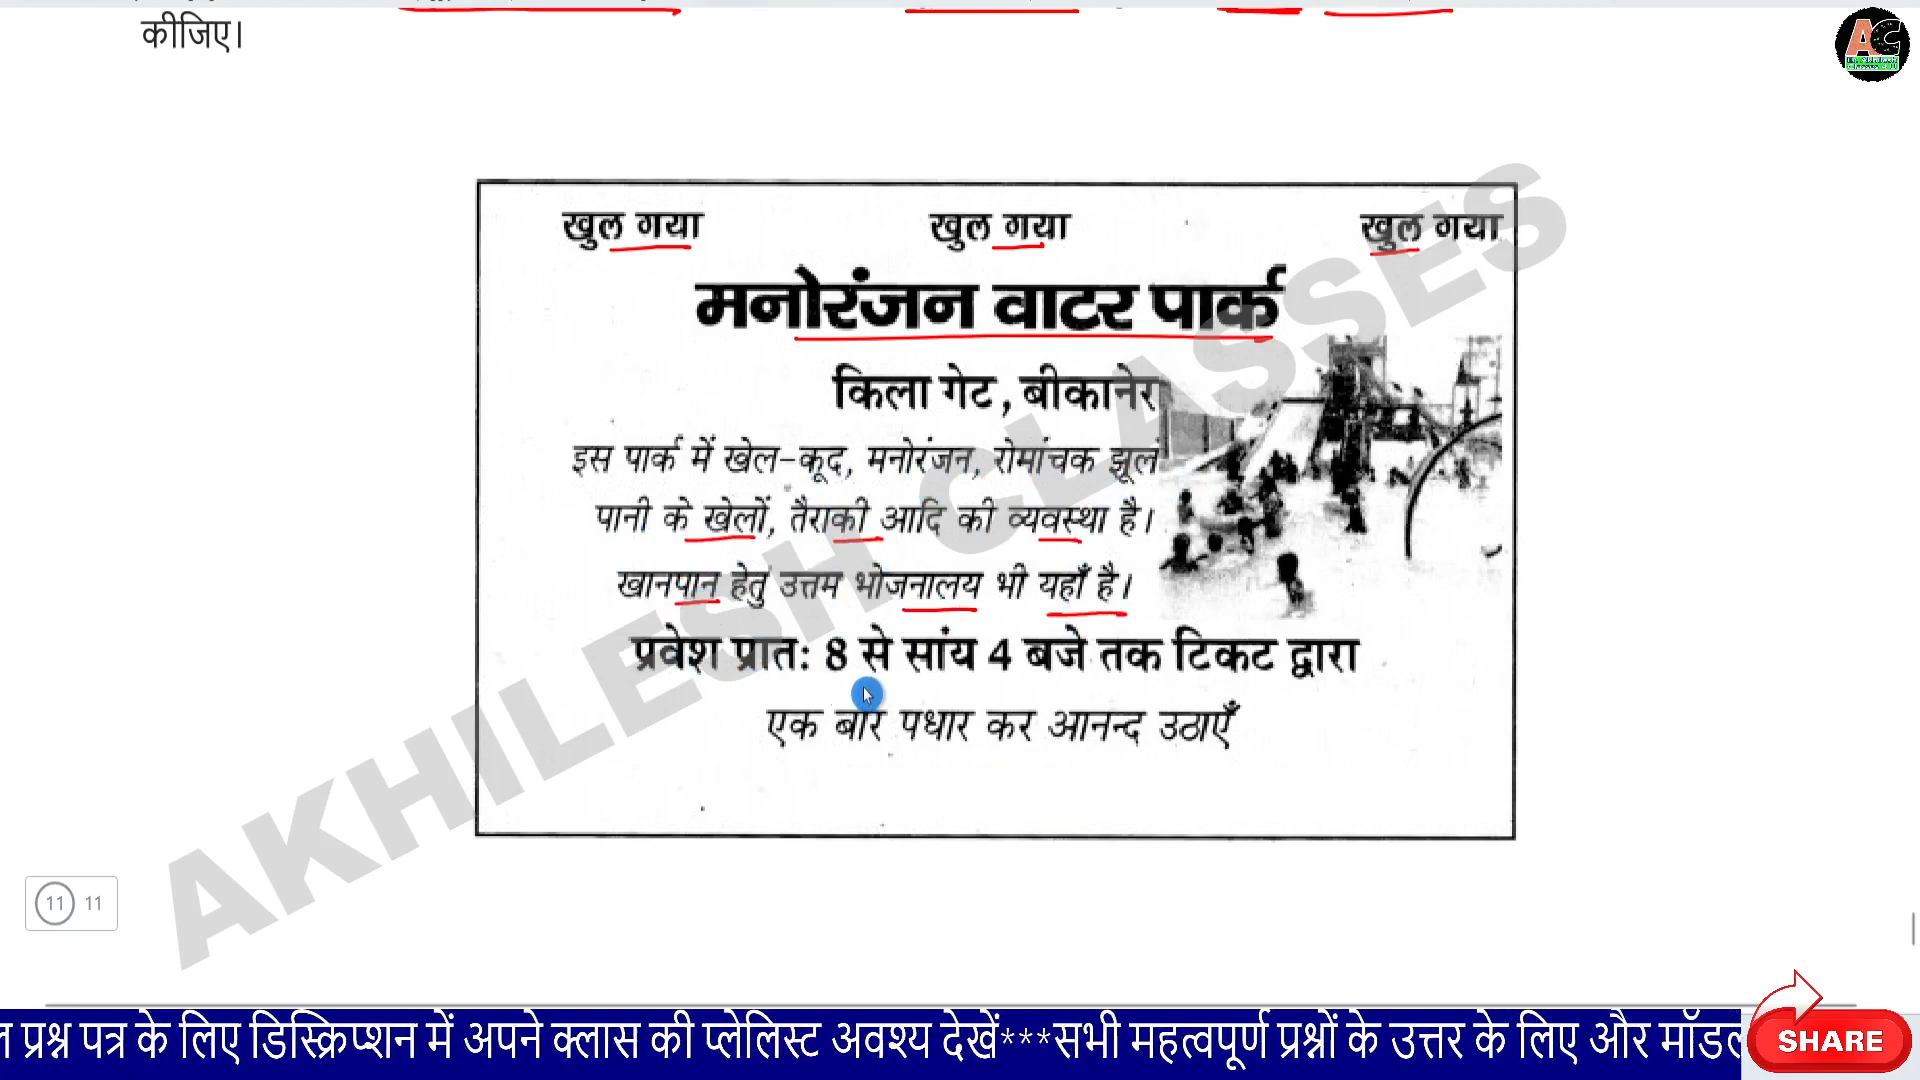 कीजिए।
AC
खुल गया खुल गया खुल गया
मनोरंजन वाटर पार्क
किला गेट, बीकानेर
इस पार्क में खेल-कूद, मनोरंजन, रोमांचक झूलं
पानी के खेलों, तैराकी आदि की व्यवस्था है।
खानपान हेतु उत्तम भोजनालय भी यहाँ है।
प्रवेश प्रातः 8 से सांय 4 बजे तक टिकट द्वारा
एक बार पधार कर आनन्द उठाएँ
AKHILESH CLASSES
11 11
प्रश्न पत्र के लिए डिस्क्रिप्शन में अपने क्लास की प्लेलिस्ट अवश्य देखें***सभी महत्वपूर्ण प्रश्नों के उत्तर के लिए और मॉडल
SHARE